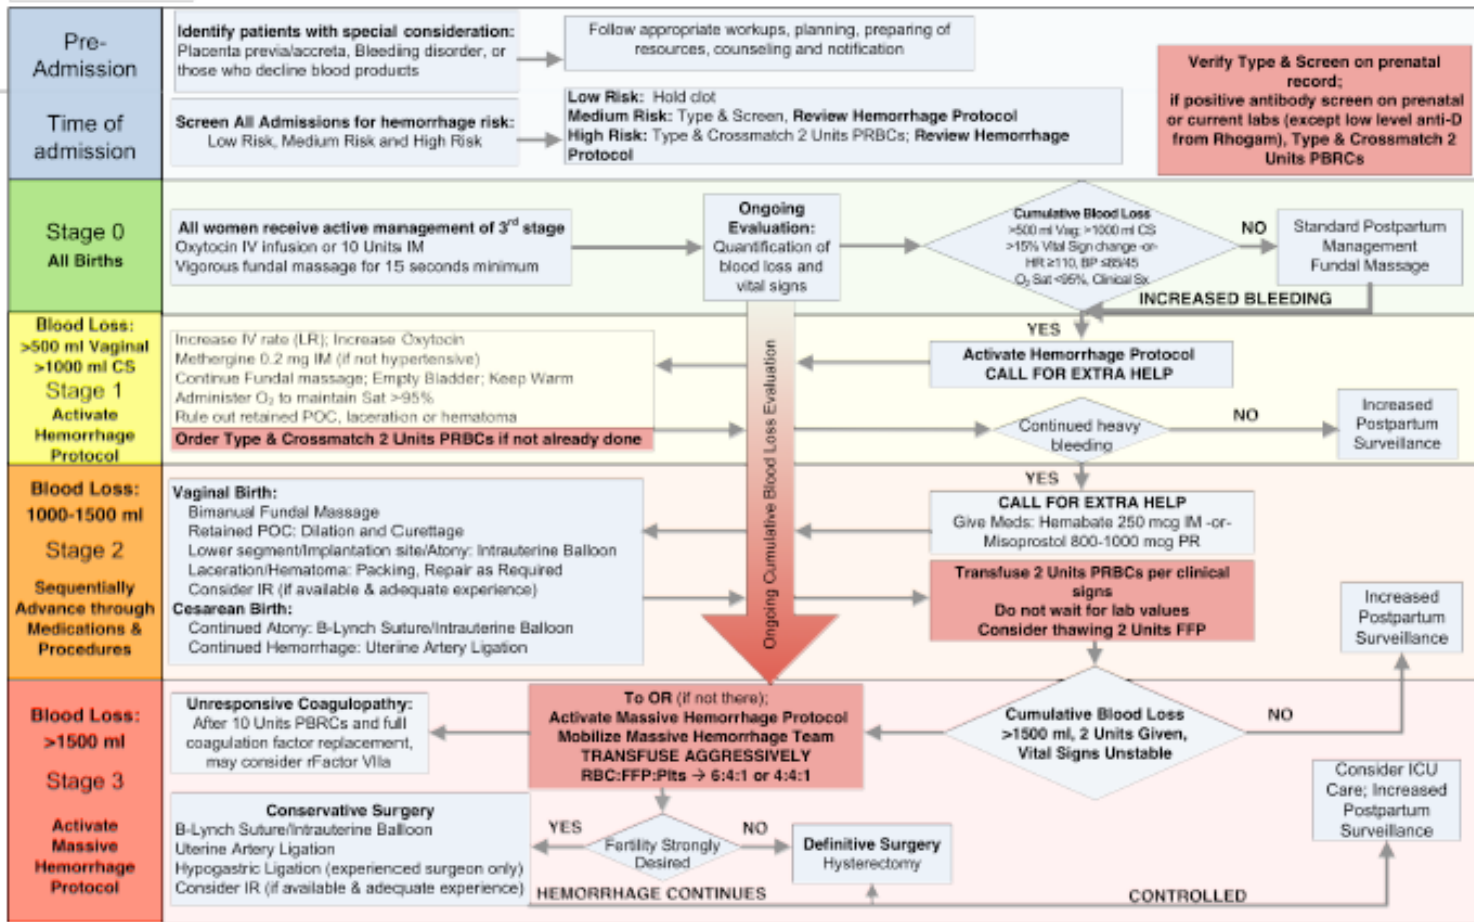 Pre-
Admission
Identify patients with special consideration:
Placenta previa/accreta, Bleeding disorder, or
those who decline blood products
Follow appropriate workups, planning, preparing of
resources, counseling and notification
Verify Type & Screen on prenatal
record;
if positive antibody screen on prenatal
or current labs (except low level anti-D
from Rhogam), Type & Crossmatch 2
Units PBRCs
Time of
admission
Screen All Admissions for hemorrhage risk:
Low Risk, Medium Risk and High Risk
Low Risk: Hold clot
Medium Risk: Type & Screen, Review Hemorrhage Protocol
High Risk: Type & Crossmatch 2 Units PRBCs; Review Hemorrhage
Protocol
Stage 0
All Births
All women receive active management of 3rd stage
Oxytocin IV infusion or 10 Units IM
Vigorous fundal massage for 15 seconds minimum
Ongoing
Evaluation:
Quantification of
blood loss and
vital signs
Cumulative Blood Loss
>500 ml Vag; >1000 ml CS
>15% Vital Sign change -or-
HR ≥110, BP ≤85/45
O2 Sat <95%, Clinical Sx
NO
Standard Postpartum
Management
Fundal Massage
INCREASED BLEEDING
YES
Blood Loss:
>500 ml Vaginal
>1000 ml CS
Stage 1
Activate
Hemorrhage
Protocol
Increase IV rate (LR); Increase Oxytocin
Methergine 0.2 mg IM (if not hypertensive)
Continue Fundal massage; Empty Bladder; Keep Warm
Administer O2 to maintain Sat >95%
Rule out retained POC, laceration or hematoma
Order Type & Crossmatch 2 Units PRBCs if not already done
Ongoing Cumulative Blood Loss Evaluation
Activate Hemorrhage Protocol
CALL FOR EXTRA HELP
Continued heavy
bleeding
NO
Increased
Postpartum
Surveillance
YES
Blood Loss:
1000-1500 ml
Stage 2
Sequentially
Advance through
Medications &
Procedures
Vaginal Birth:
Bimanual Fundal Massage
Retained POC: Dilation and Curettage
Lower segment/Implantation site/Atony: Intrauterine Balloon
Laceration/Hematoma: Packing, Repair as Required
Consider IR (if available & adequate experience)
Cesarean Birth:
Continued Atony: B-Lynch Suture/Intrauterine Balloon
Continued Hemorrhage: Uterine Artery Ligation
CALL FOR EXTRA HELP
Give Meds: Hemabate 250 mcg IM -or-
Misoprostol 800-1000 mcg PR
Transfuse 2 Units PRBCs per clinical
signs
Do not wait for lab values
Consider thawing 2 Units FFP
Increased
Postpartum
Surveillance
Blood Loss:
>1500 ml
Stage 3
Activate
Massive
Hemorrhage
Protocol
Unresponsive Coagulopathy:
After 10 Units PBRCs and full
coagulation factor replacement,
may consider rFactor VIIa
To OR (if not there);
Activate Massive Hemorrhage Protocol
Mobilize Massive Hemorrhage Team
TRANSFUSE AGGRESSIVELY
RBC:FFP:Plts → 6:4:1 or 4:4:1
Cumulative Blood Loss
>1500 ml, 2 Units Given,
Vital Signs Unstable
NO
Consider ICU
Care; Increased
Postpartum
Surveillance
Conservative Surgery
B-Lynch Suture/Intrauterine Balloon
Uterine Artery Ligation
Hypogastric Ligation (experienced surgeon only)
Consider IR (if available & adequate experience)
YES
Fertility Strongly
Desired
NO
Definitive Surgery
Hysterectomy
HEMORRHAGE CONTINUES
CONTROLLED